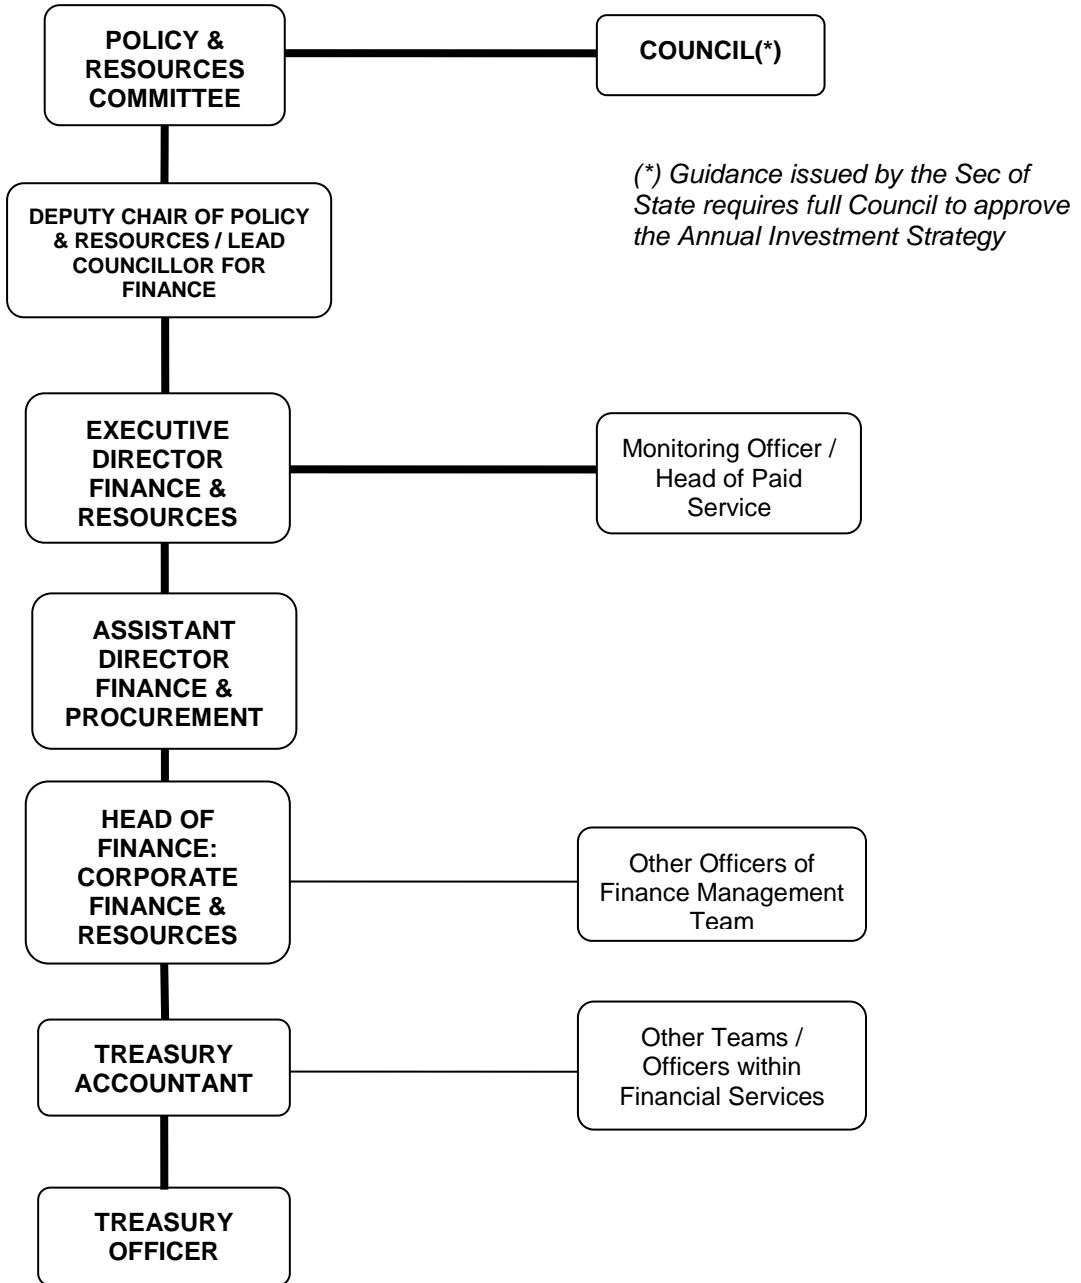 POLICY &
RESOURCES
COMMITTEE
COUNCIL(*)
(*) Guidance issued by the Sec of
State requires full Council to approve
the Annual Investment Strategy
DEPUTY CHAIR OF POLICY
& RESOURCES / LEAD
COUNCILLOR FOR
FINANCE
EXECUTIVE
DIRECTOR
FINANCE &
RESOURCES
Monitoring Officer /
Head of Paid
Service
ASSISTANT
DIRECTOR
FINANCE &
PROCUREMENT
HEAD OF
FINANCE:
CORPORATE
FINANCE &
RESOURCES
Other Officers of
Finance Management
Team
TREASURY
ACCOUNTANT
Other Teams /
Officers within
Financial Services
TREASURY
OFFICER